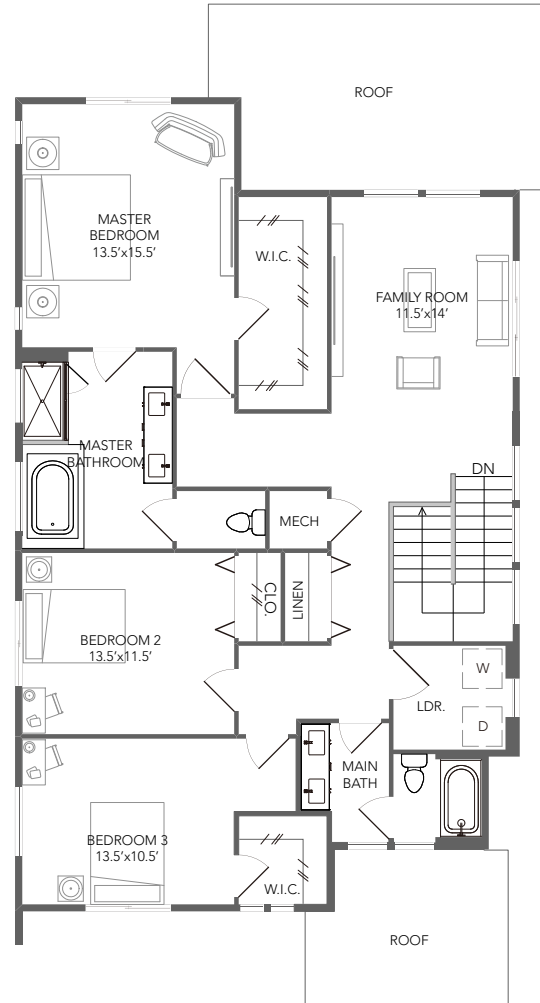 ROOF
MASTER
BEDROOM
13.5'x15.5'
W.I.C.
FAMILY ROOM
11.5'x14'
MASTER
BATHROOM
DN
MECH
CLO.
LINEN
BEDROOM 2
13.5'x11.5'
W
LDR.
D
MAIN
BATH
BEDROOM 3
13.5'x10.5'
W.I.C.
ROOF